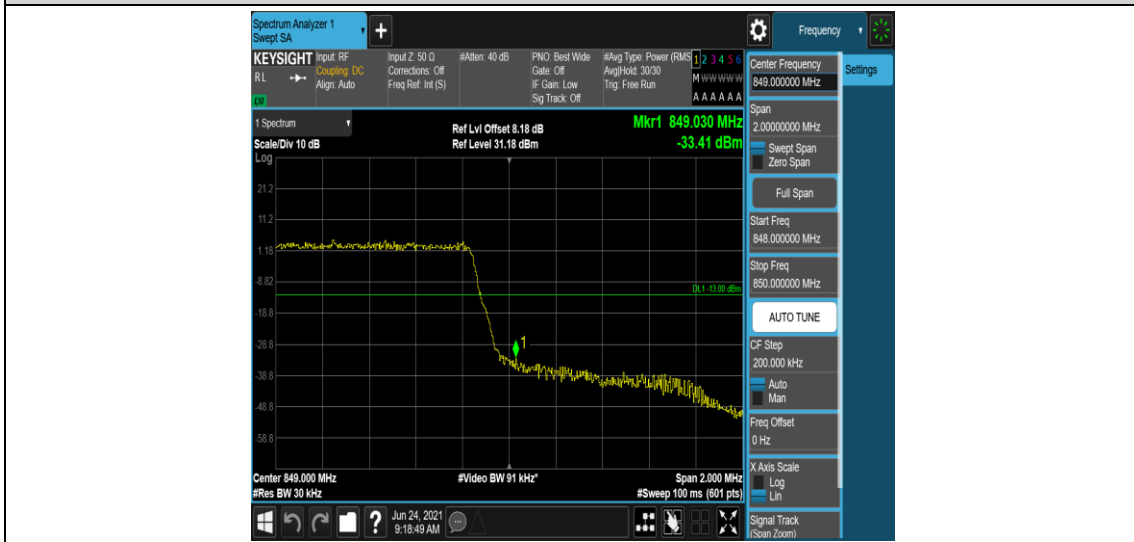 Spectrum Analyzer 1
Swept SA
+
Frequency
KEYSIGHT
RL
LXI
Input: RF
Coupling: DC
Align: Auto
Input Z: 50 Ω
Corrections: Off
Freq Ref: Int (S)
#Atten: 40 dB
PNO: Best Wide
Gate: Off
IF Gain: Low
Sig Track: Off
#Avg Type: Power (RMS
Avg|Hold: 30/30
Trig: Free Run
1 2 3 4 5 6
M W W W W W
A A A A A A
1 Spectrum
Scale/Div 10 dB
Ref Lvl Offset 8.18 dB
Ref Level 31.18 dBm
Mkr1 849.030 MHz
-33.41 dBm
Log
21.2
11.2
1.18
-8.82
-18.8
-28.8
-38.8
-48.8
-58.8
DL1 -13.00 dBm
1
Center 849.000 MHz
#Res BW 30 kHz
#Video BW 91 kHz*
Span 2.000 MHz
#Sweep 100 ms (601 pts)
?
Jun 24, 2021
9:18:49 AM
Center Frequency
849.000000 MHz
Settings
Span
2.00000000 MHz
Swept Span
Zero Span
Full Span
Start Freq
848.000000 MHz
Stop Freq
850.000000 MHz
AUTO TUNE
CF Step
200.000 kHz
Auto
Man
Freq Offset
0 Hz
X Axis Scale
Log
Lin
Signal Track
(Span Zoom)